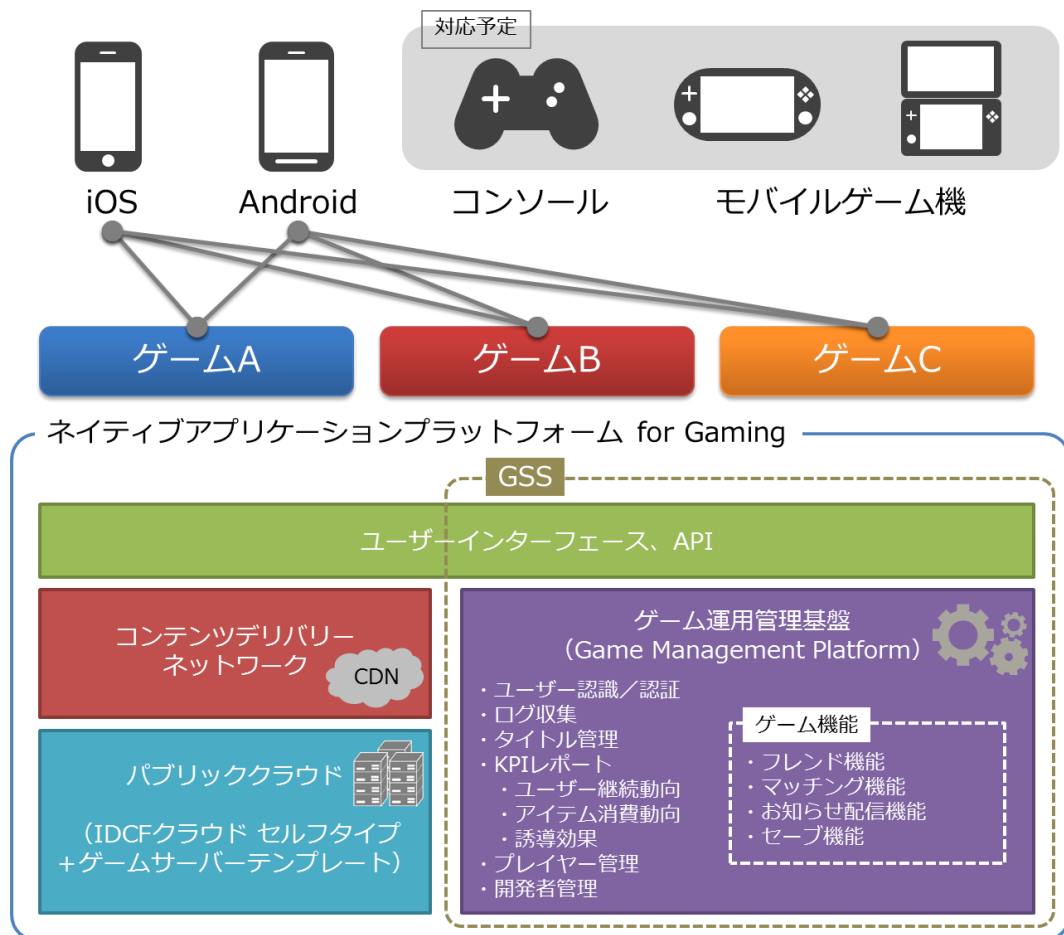 対応予定
iOS
Android
コンソール
モバイルゲーム機
ゲームA
ゲームB
ゲームC
ネイティブアプリケーションプラットフォーム for Gaming
GSS
ユーザーインターフェース、API
コンテンツデリバリー
ネットワーク
CDN
パブリッククラウド
（IDCFクラウド セルフタイプ
＋ゲームサーバーテンプレート）
ゲーム運用管理基盤
（Game Management Platform）
・ユーザー認識／認証
・ログ収集
・タイトル管理
・KPIレポート
・ユーザー継続動向
・アイテム消費動向
・誘導効果
・プレイヤー管理
・開発者管理
ゲーム機能
・フレンド機能
・マッチング機能
・お知らせ配信機能
・セーブ機能